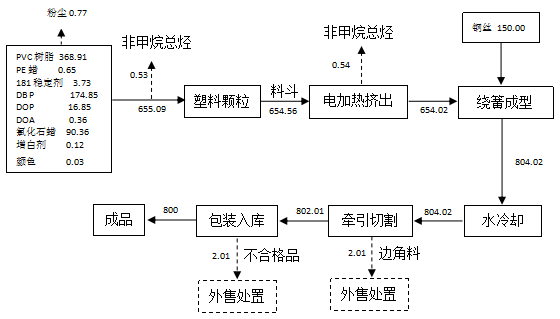 粉尘 0.77
PVC 树脂 368.91
PE 蜡 0.65
181 稳定剂 3.73
DBP 174.85
DOP 16.85
DOA 0.36
氯化石蜡 90.36
增白剂 0.12
颜色 0.03
非甲烷总烃
0.53
655.09
塑料颗粒
料斗
654.56
非甲烷总烃
0.54
电加热挤出
654.02
钢丝 150.00
绕簧成型
804.02
水冷却
804.02
牵引切割
2.01
边角料
外售处置
802.01
包装入库
2.01
不合格品
外售处置
800
成品